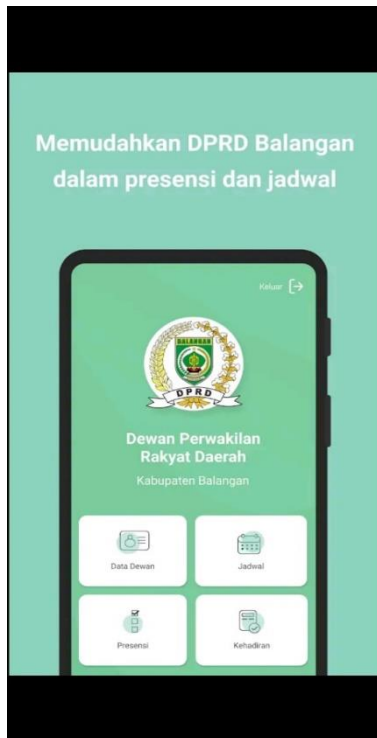 Memudahkan DPRD Balangan
dalam presensi dan jadwal
Keluar
BALANGAN
DPRD
Dewan Perwakilan
Rakyat Daerah
Kabupaten Balangan
Data Dewan
Jadwal
Presensi
Kehadiran